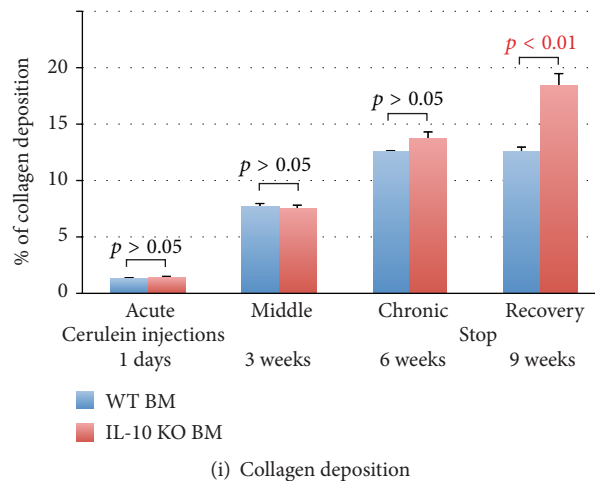 p < 0.01
20
p > 0.05
15
p > 0.05
10
5
p > 0.05
0
% of collagen deposition
Acute Middle Chronic Recovery
Cerulein injections Stop
1 days 3 weeks 6 weeks 9 weeks
WT BM
IL-10 KO BM
(i) Collagen deposition